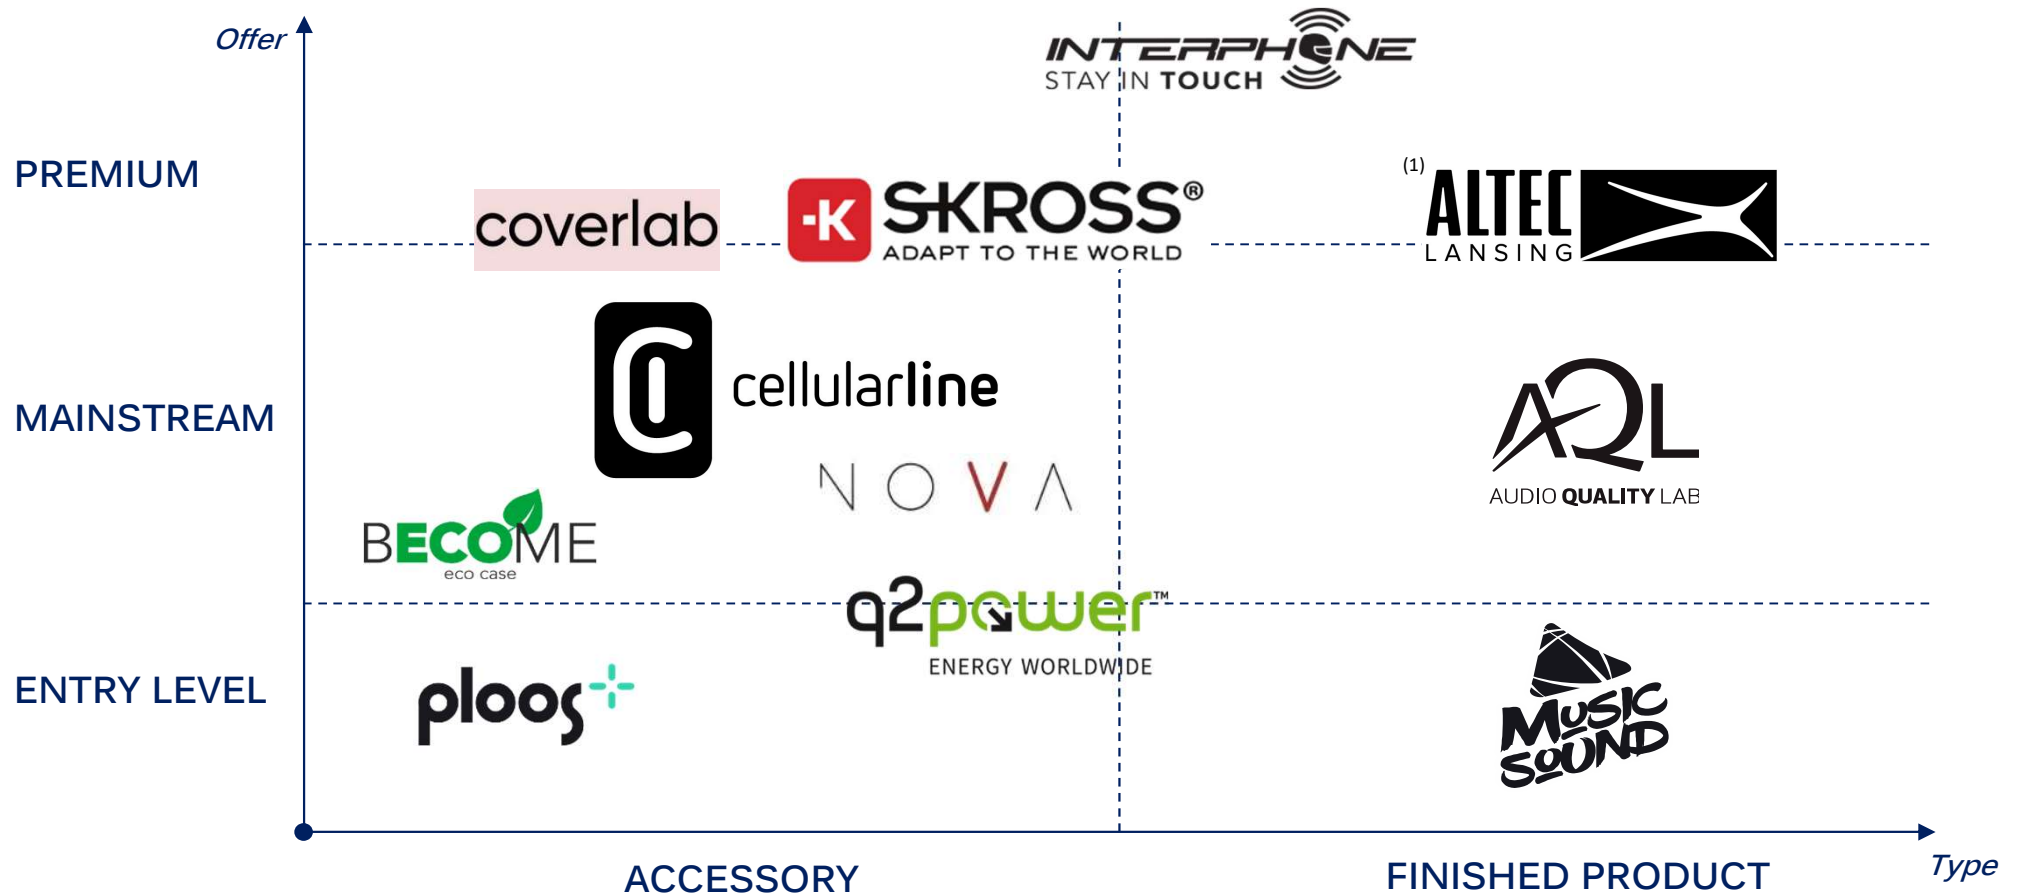 Offer
INTERPHONE
STAY IN TOUCH
PREMIUM
coverlab
-K SKROSS®
ADAPT TO THE WORLD
(1)
ALTEC
LANSING
MAINSTREAM
cellularline
AQL
AUDIO QUALITY LAB
NOVA
BECOME
eco case
q2power™
ENERGY WORLDWIDE
ENTRY LEVEL
ploos+
MUSIC
SOUND
ACCESSORY
FINISHED PRODUCT
Type